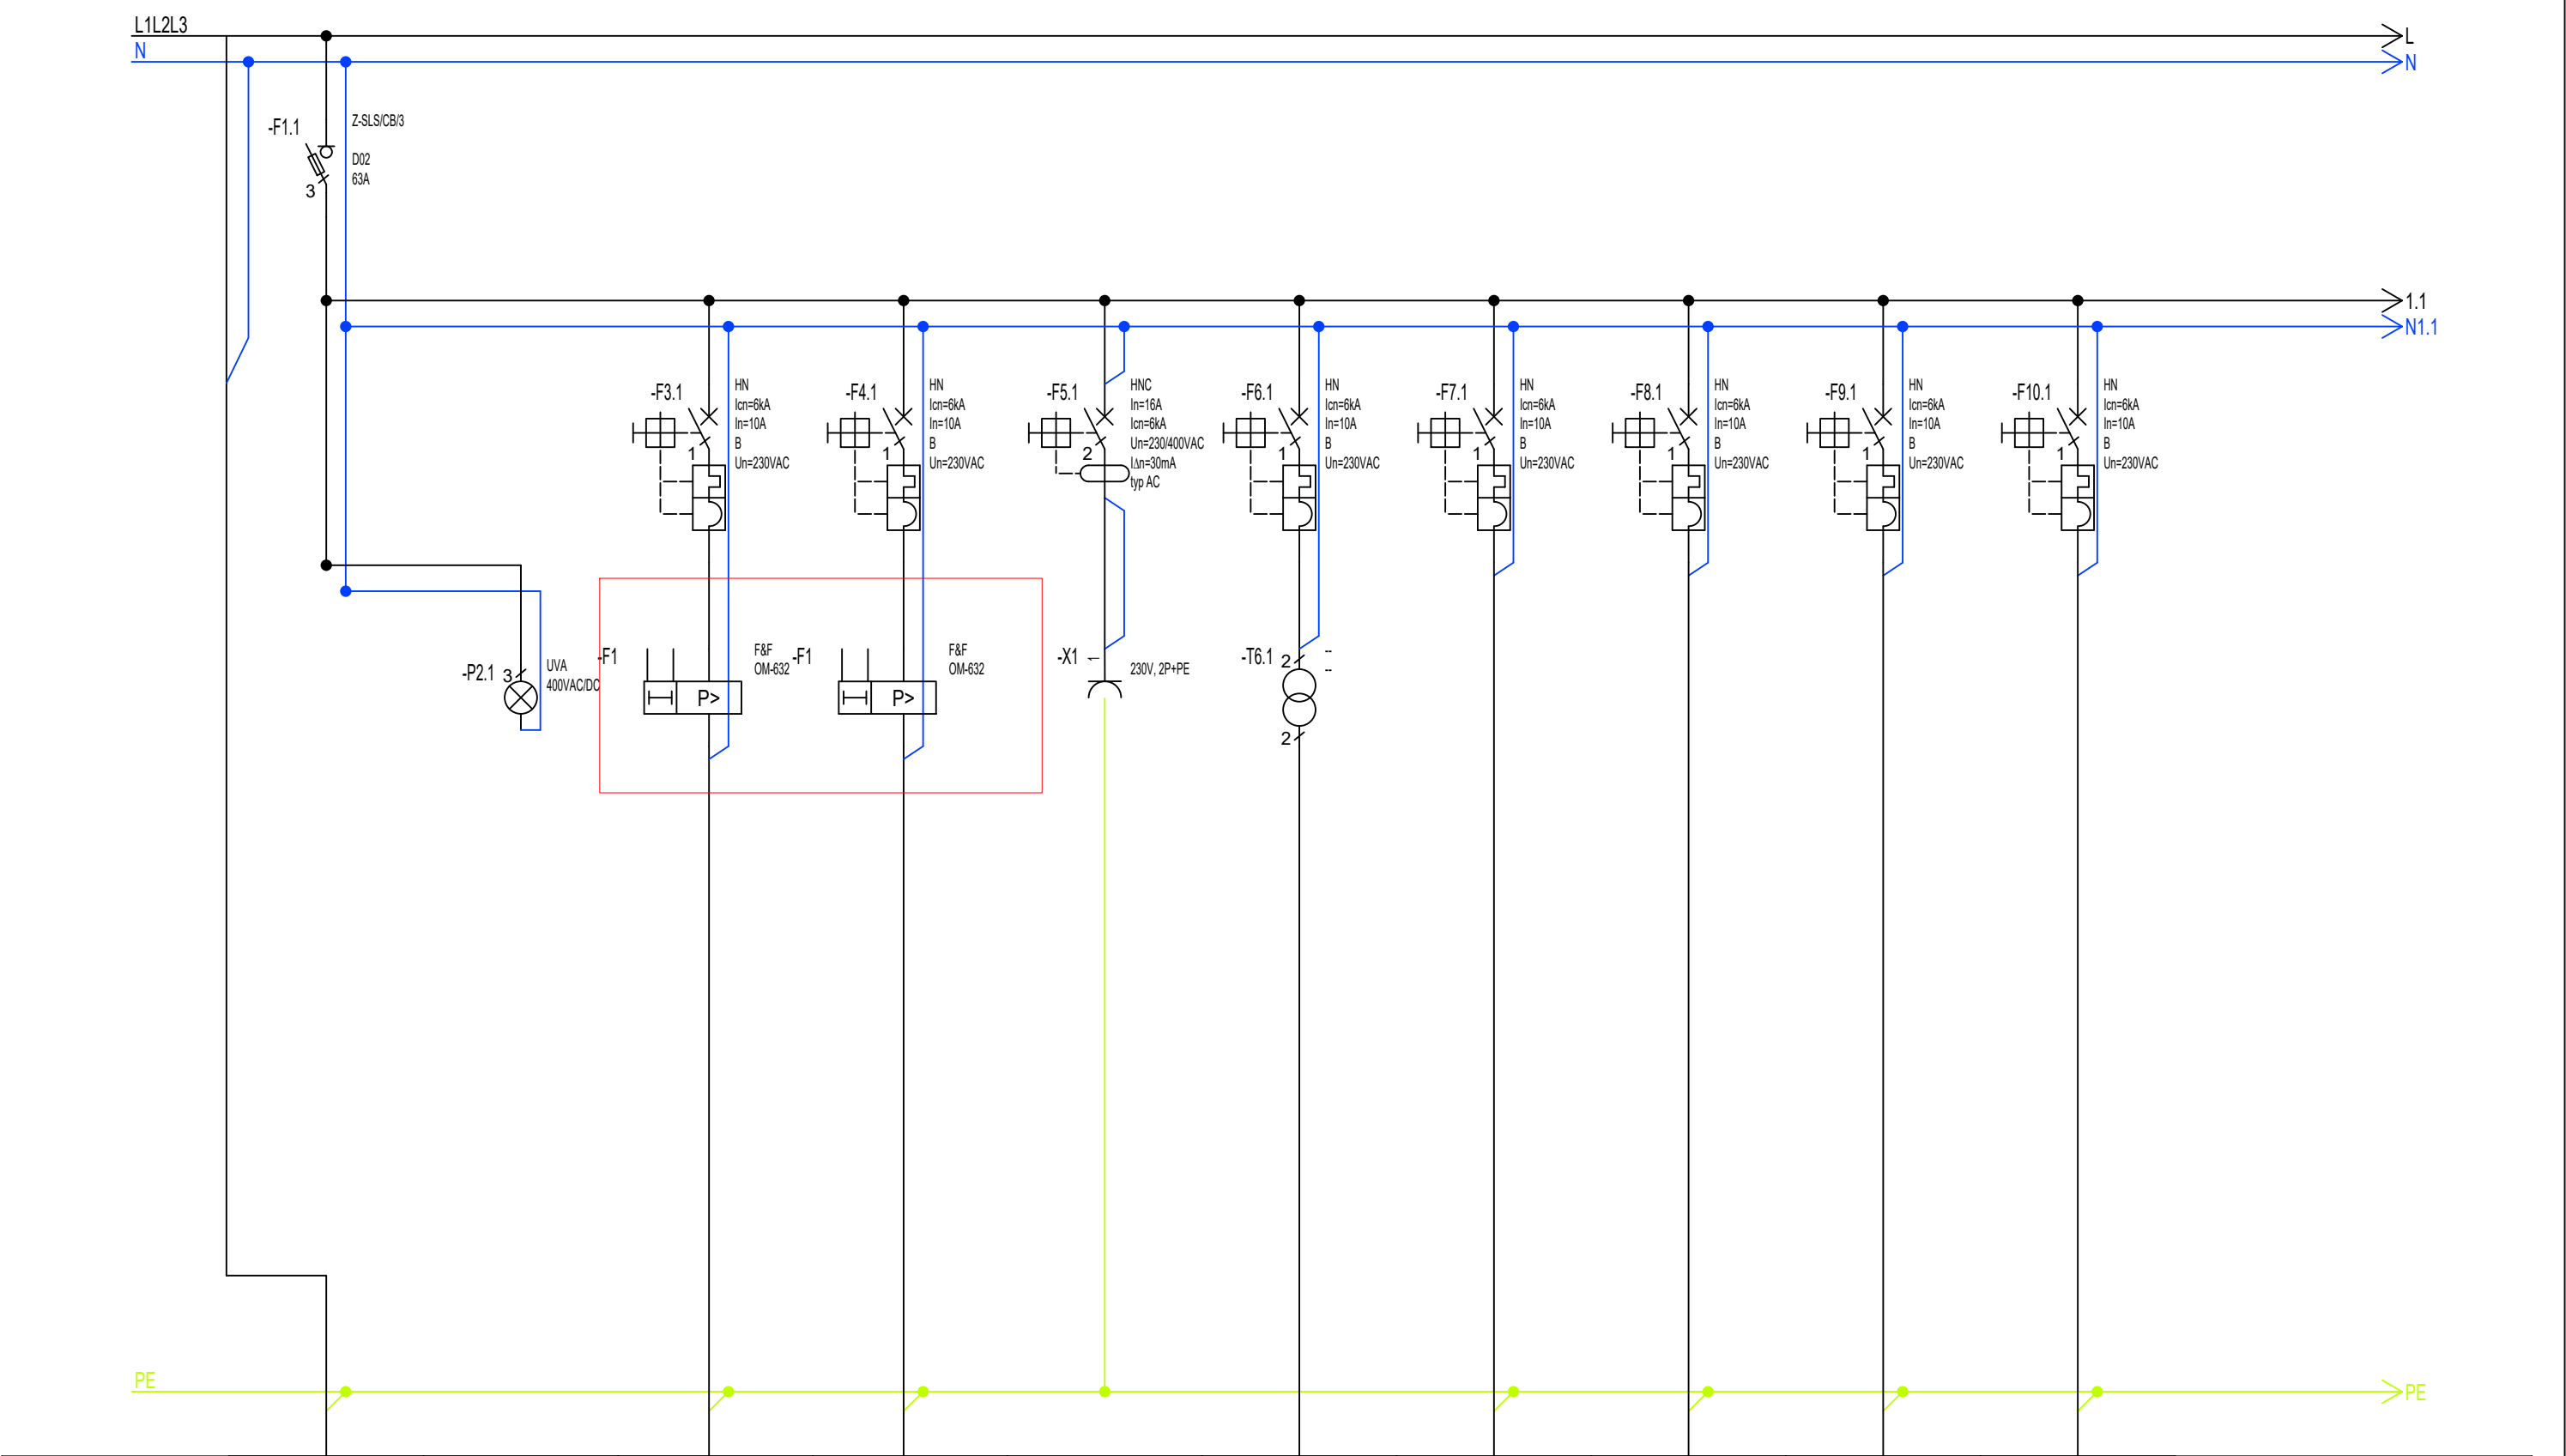 L1L2L3
L
N
N
-F1.1
Z-SLS/CB/3
D02
63A
3
1.1
N1.1
-F3.1
HN
Icn=6kA
In=10A
B
Un=230VAC
1
-F4.1
HN
Icn=6kA
In=10A
B
Un=230VAC
1
-F5.1
HNC
In=16A
Icn=6kA
Un=230/400VAC
IΔn=30mA
typ AC
2
-F6.1
HN
Icn=6kA
In=10A
B
Un=230VAC
1
-F7.1
HN
Icn=6kA
In=10A
B
Un=230VAC
1
-F8.1
HN
Icn=6kA
In=10A
B
Un=230VAC
1
-F9.1
HN
Icn=6kA
In=10A
B
Un=230VAC
1
-F10.1
HN
Icn=6kA
In=10A
B
Un=230VAC
1
-P2.1
3
UVA
400VAC/DC
-F1
F&F
OM-632
P>
-F1
F&F
OM-632
P>
-X1
1
230V, 2P+PE
-T6.1
2
--
--
2
PE
PE